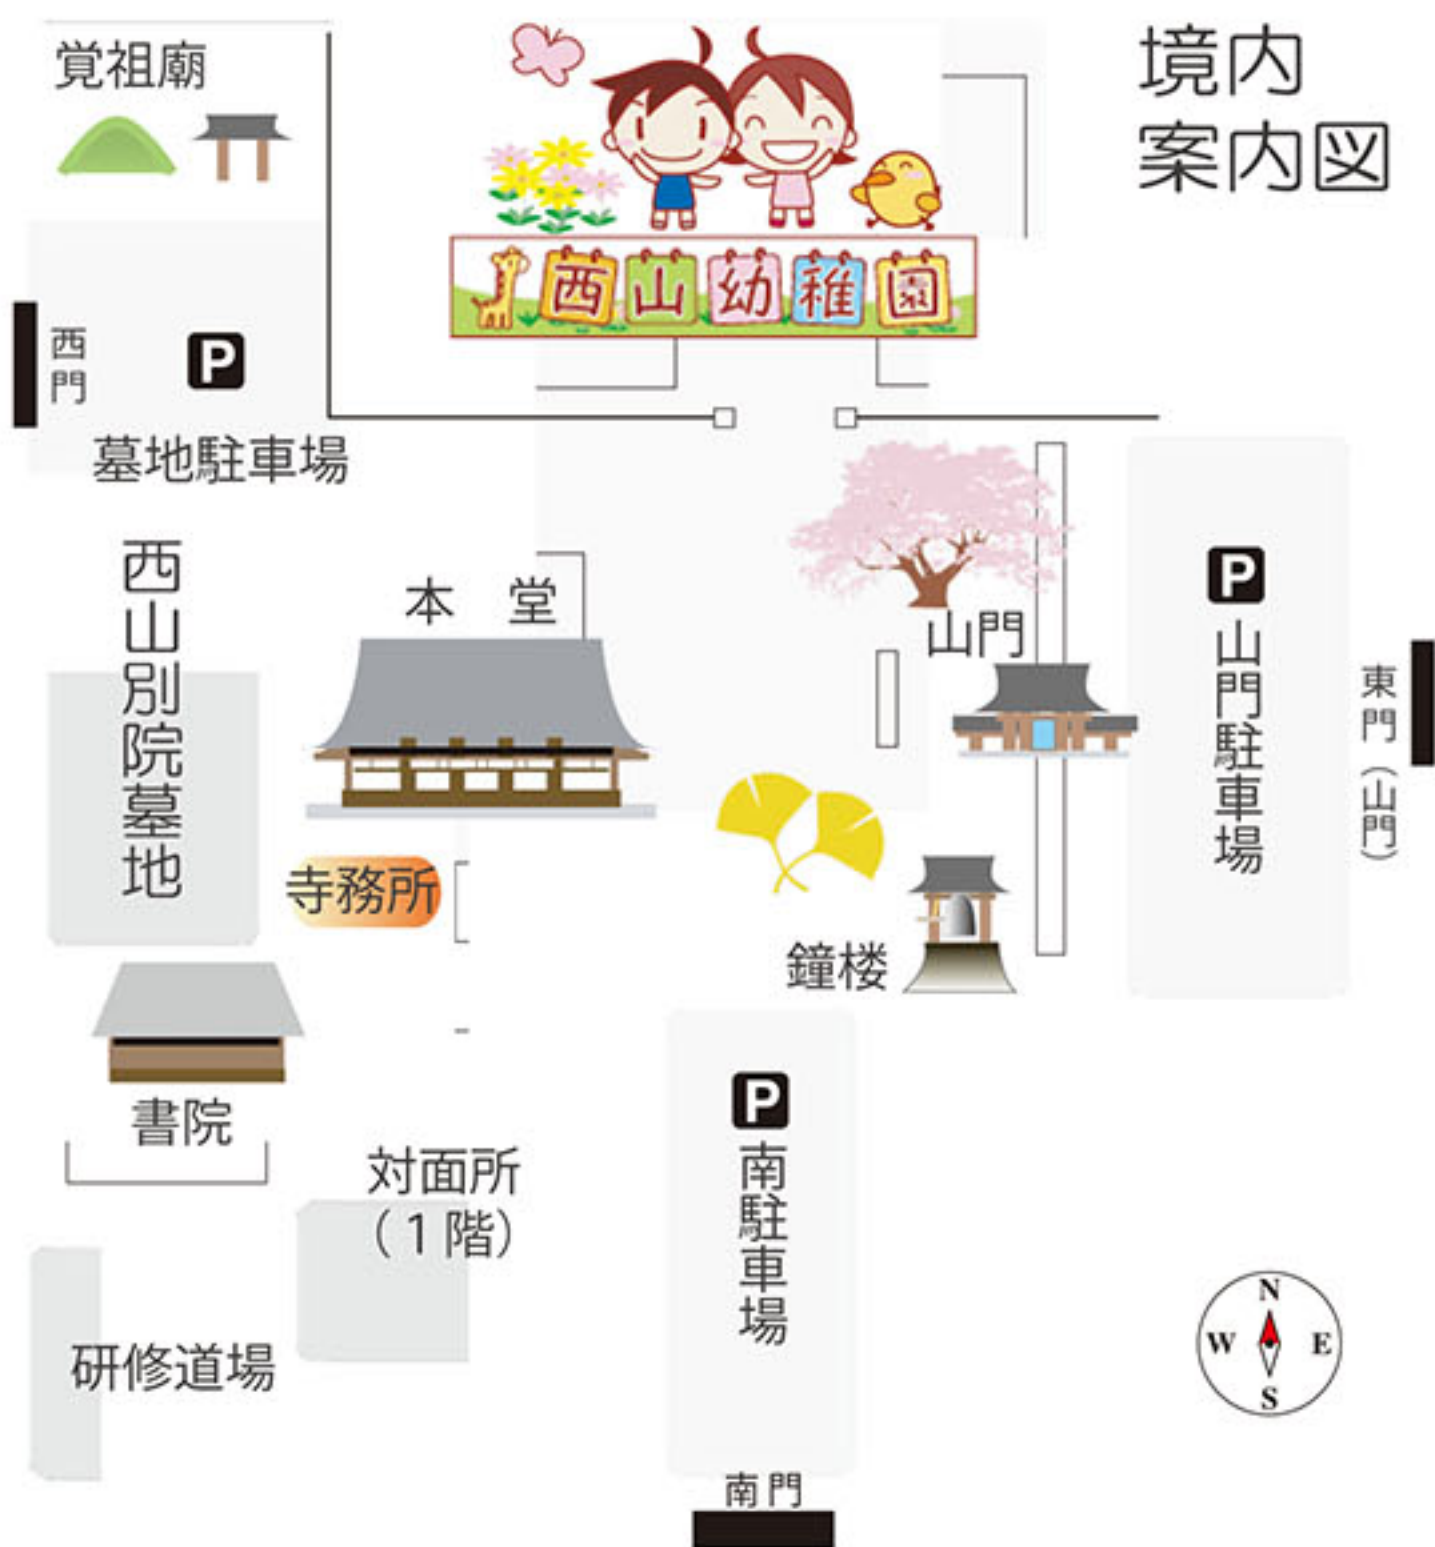 境内
案内図
覚祖廟
西山幼稚園
西門
P
墓地駐車場
西山別院墓地
本堂
山門
P
山門駐車場
東門(山門)
寺務所
鐘楼
書院
対面所
(1階)
P
南駐車場
研修道場
N
W E
S
南門